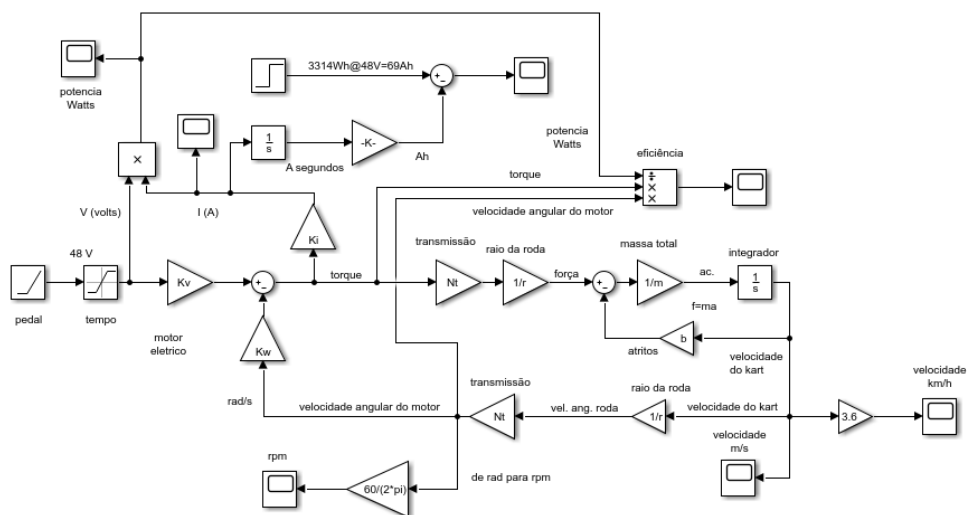 3314Wh@48V=69Ah
potencia
Watts
potencia
Watts
eficiência
×
1
s
-K-
÷
×
×
A segundos
Ah
torque
V (volts)
I (A)
velocidade angular do motor
Ki
48 V
transmissão
raio da roda
massa total
integrador
torque
força
ac.
Kv
Nt
1/r
1/m
1
s
pedal
tempo
f=ma
motor
eletrico
Kw
b
atritos
velocidade
do kart
velocidade
km/h
transmissão
raio da roda
rad/s
velocidade angular do motor
Nt
vel. ang. roda
1/r
velocidade do kart
3.6
velocidade
m/s
rpm
de rad para rpm
60/(2*pi)